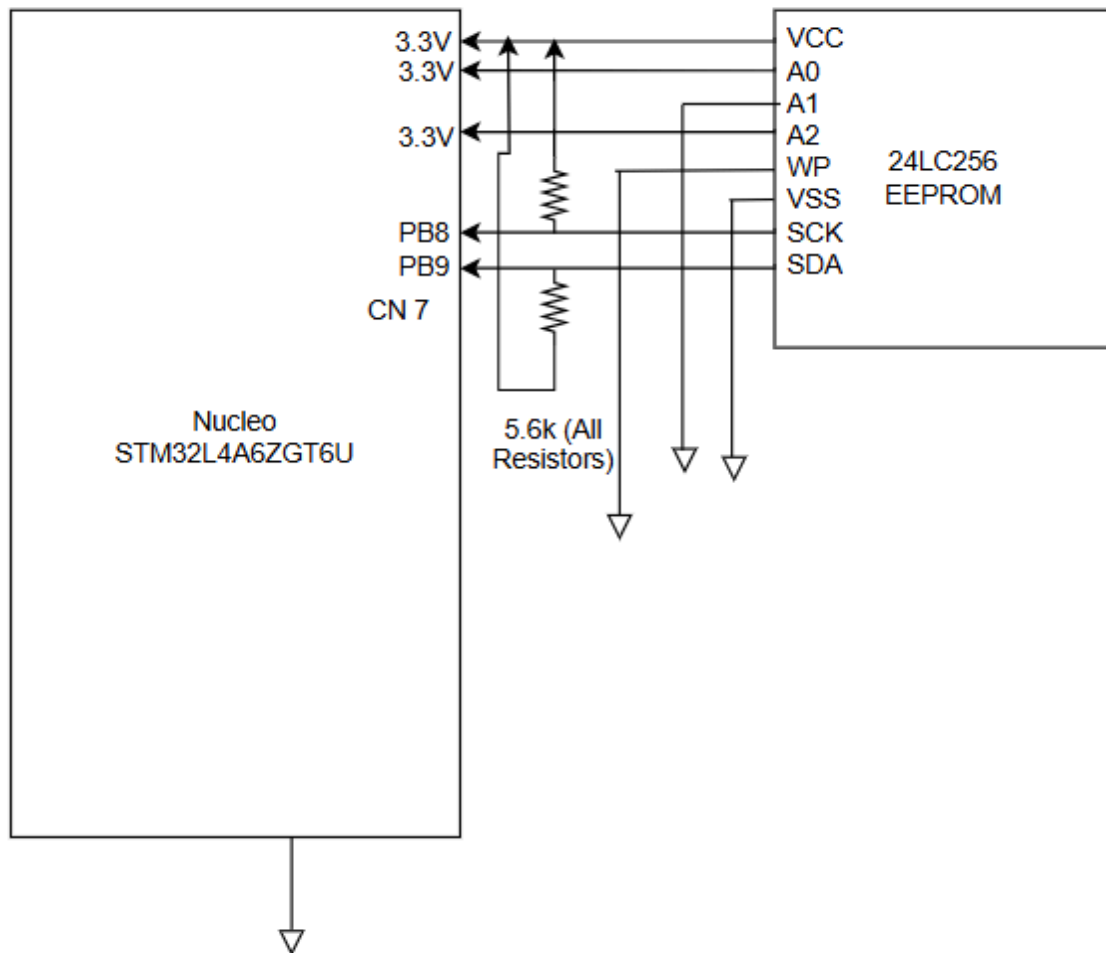 3.3V
3.3V
3.3V
PB8
PB9
CN 7
Nucleo
STM32L4A6ZGT6U
5.6k (All
Resistors)
VCC
A0
A1
A2
WP
VSS
SCK
SDA
24LC256
EEPROM